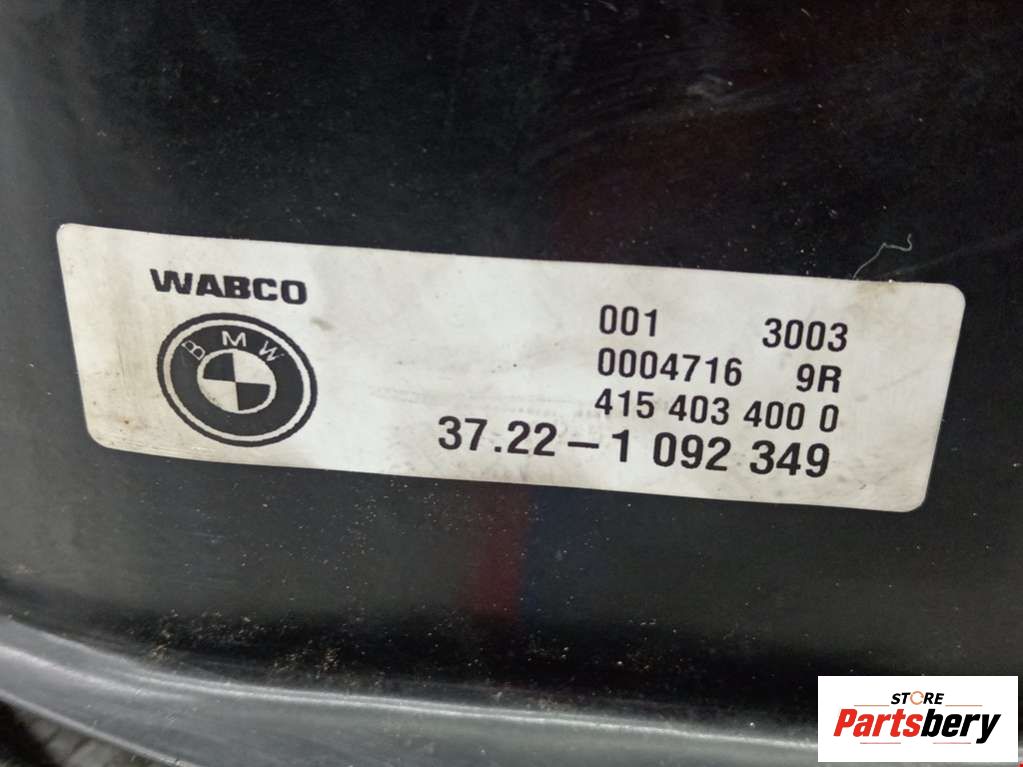 WABCO
BMW
001 3003
0004716 9R
415 403 400 0
37.22-1 092 349
STORE
Partsbery